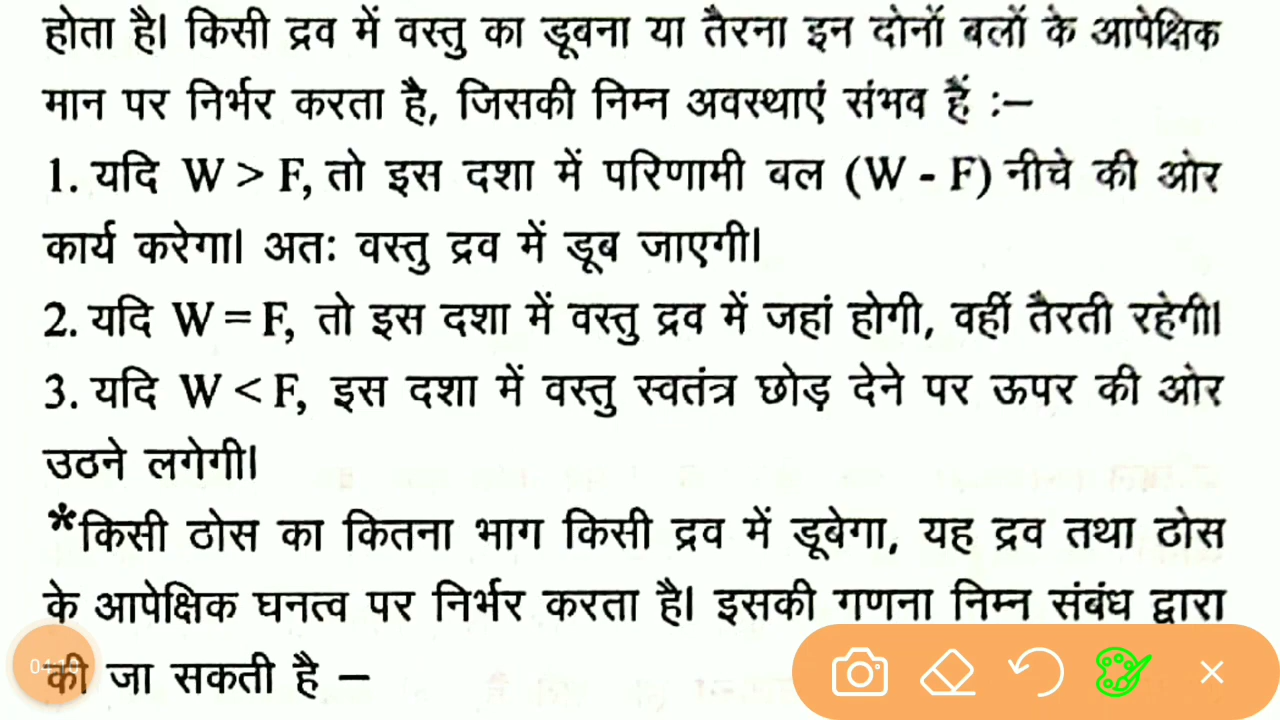 होता है। किसी द्रव में वस्तु का डूबना या तैरना इन दोनों बलों के आपेक्षिक
मान पर निर्भर करता है, जिसकी निम्न अवस्थाएं संभव हैं :–
1. यदि W > F, तो इस दशा में परिणामी बल (W - F) नीचे की ओर
कार्य करेगा। अतः वस्तु द्रव में डूब जाएगी।
2. यदि W = F, तो इस दशा में वस्तु द्रव में जहां होगी, वहीं तैरती रहेगी।
3. यदि W < F, इस दशा में वस्तु स्वतंत्र छोड़ देने पर ऊपर की ओर
उठने लगेगी।
*किसी ठोस का कितना भाग किसी द्रव में डूबेगा, यह द्रव तथा ठोस
के आपेक्षिक घनत्व पर निर्भर करता है। इसकी गणना निम्न संबंध द्वारा
की जा सकती है –
04:10